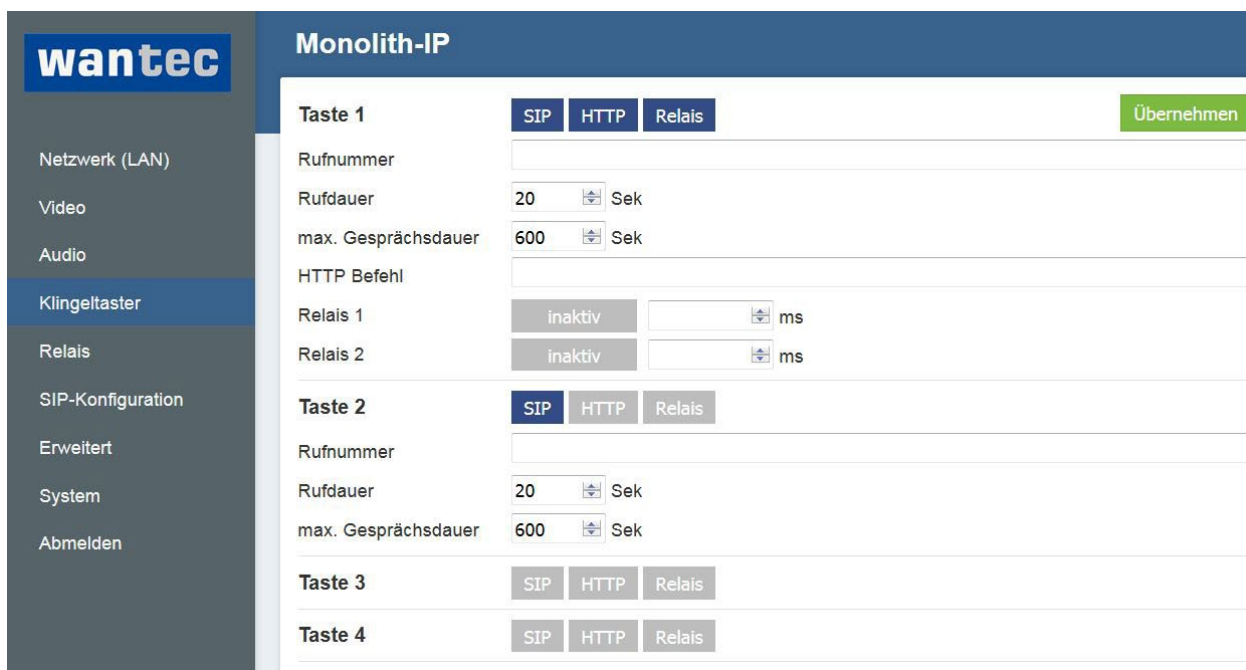 wantec
Monolith-IP
Netzwerk (LAN)
Video
Audio
Klingeltaster
Relais
SIP-Konfiguration
Erweitert
System
Abmelden
Taste 1 SIP HTTP Relais Übernehmen
Rufnummer
Rufdauer 20 Sek
max. Gesprächsdauer 600 Sek
HTTP Befehl
Relais 1 inaktiv ms
Relais 2 inaktiv ms
Taste 2 SIP HTTP Relais
Rufnummer
Rufdauer 20 Sek
max. Gesprächsdauer 600 Sek
Taste 3 SIP HTTP Relais
Taste 4 SIP HTTP Relais